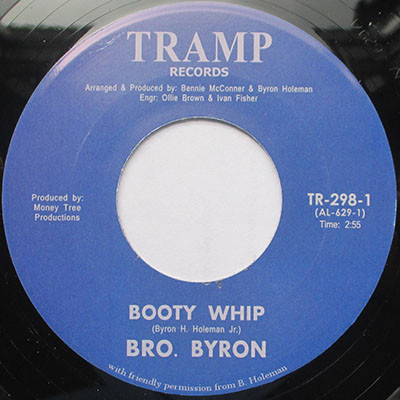 TRAMP
RECORDS
Arranged & Produced by: Bennie McConner & Byron Holeman
Engr: Ollie Brown & Ivan Fisher
Produced by:
Money Tree
Productions
TR-298-1
(AL-629-1)
Time: 2:55
BOOTY WHIP
(Byron H. Holeman Jr.)
BRO. BYRON
with friendly permission from B. Holeman